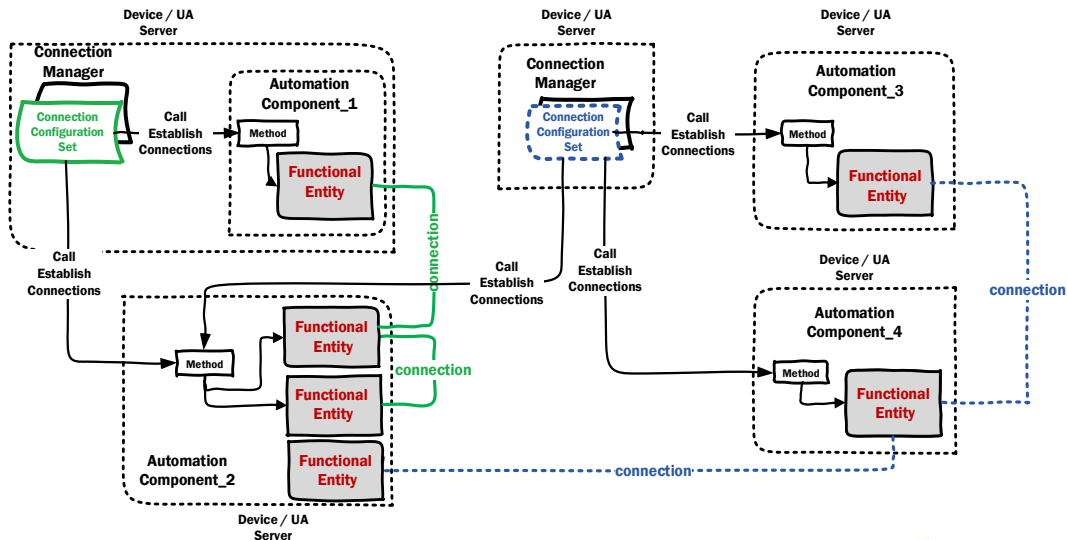 Device / UA
Server
Connection
Manager
Connection
Configuration
Set
Call
Establish
Connections
Automation
Component_1
Method
Functional
Entity
connection
Call
Establish
Connections
Device / UA
Server
Connection
Manager
Connection
Configuration
Set
Call
Establish
Connections
Call
Establish
Connections
Call
Establish
Connections
Device / UA
Server
Automation
Component_3
Method
Functional
Entity
connection
Device / UA
Server
Automation
Component_4
Method
Functional
Entity
Functional
Entity
Method
connection
Functional
Entity
Functional
Entity
Automation
Component_2
connection
Device / UA
Server